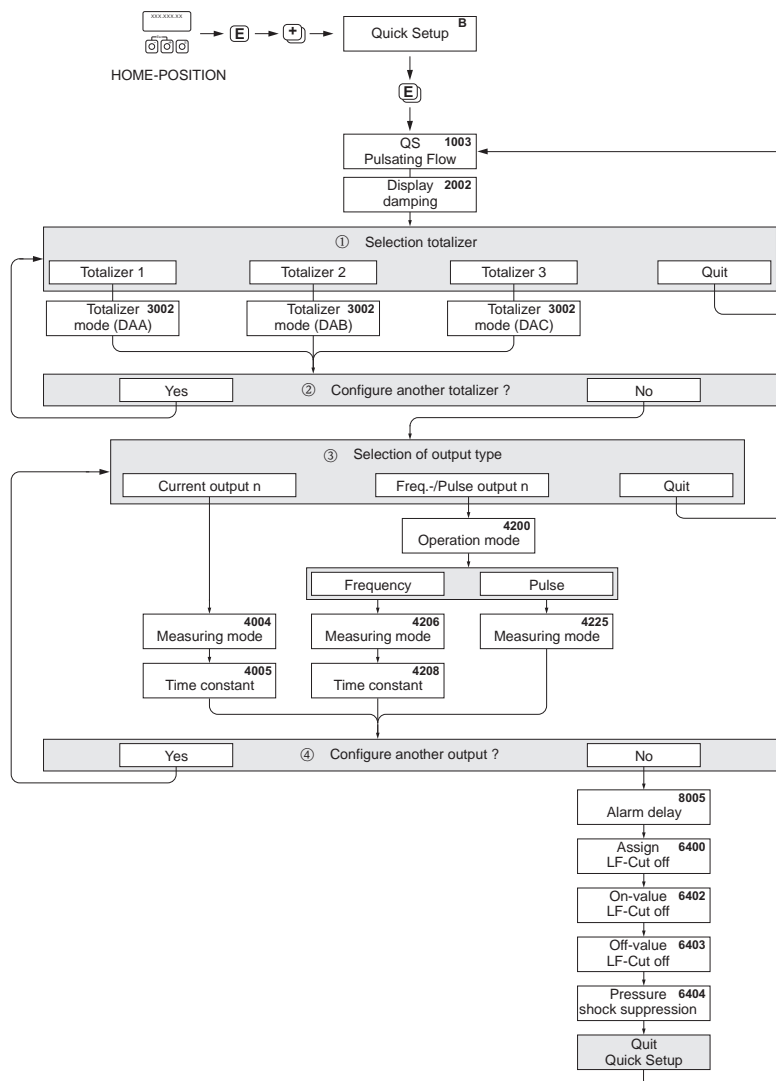 xxx.xxx.xx
E
+
B
Quick Setup
HOME-POSITION
E
QS 1003
Pulsating Flow
Display 2002
damping
① Selection totalizer
Totalizer 1
Totalizer 2
Totalizer 3
Quit
Totalizer 3002
mode (DAA)
Totalizer 3002
mode (DAB)
Totalizer 3002
mode (DAC)
Yes
② Configure another totalizer ?
No
③ Selection of output type
Current output n
Freq.-/Pulse output n
Quit
4200
Operation mode
Frequency
Pulse
4004
Measuring mode
4206
Measuring mode
4225
Measuring mode
4005
Time constant
4208
Time constant
Yes
④ Configure another output ?
No
8005
Alarm delay
Assign 6400
LF-Cut off
On-value 6402
LF-Cut off
Off-value 6403
LF-Cut off
Pressure 6404
shock suppression
Quit
Quick Setup